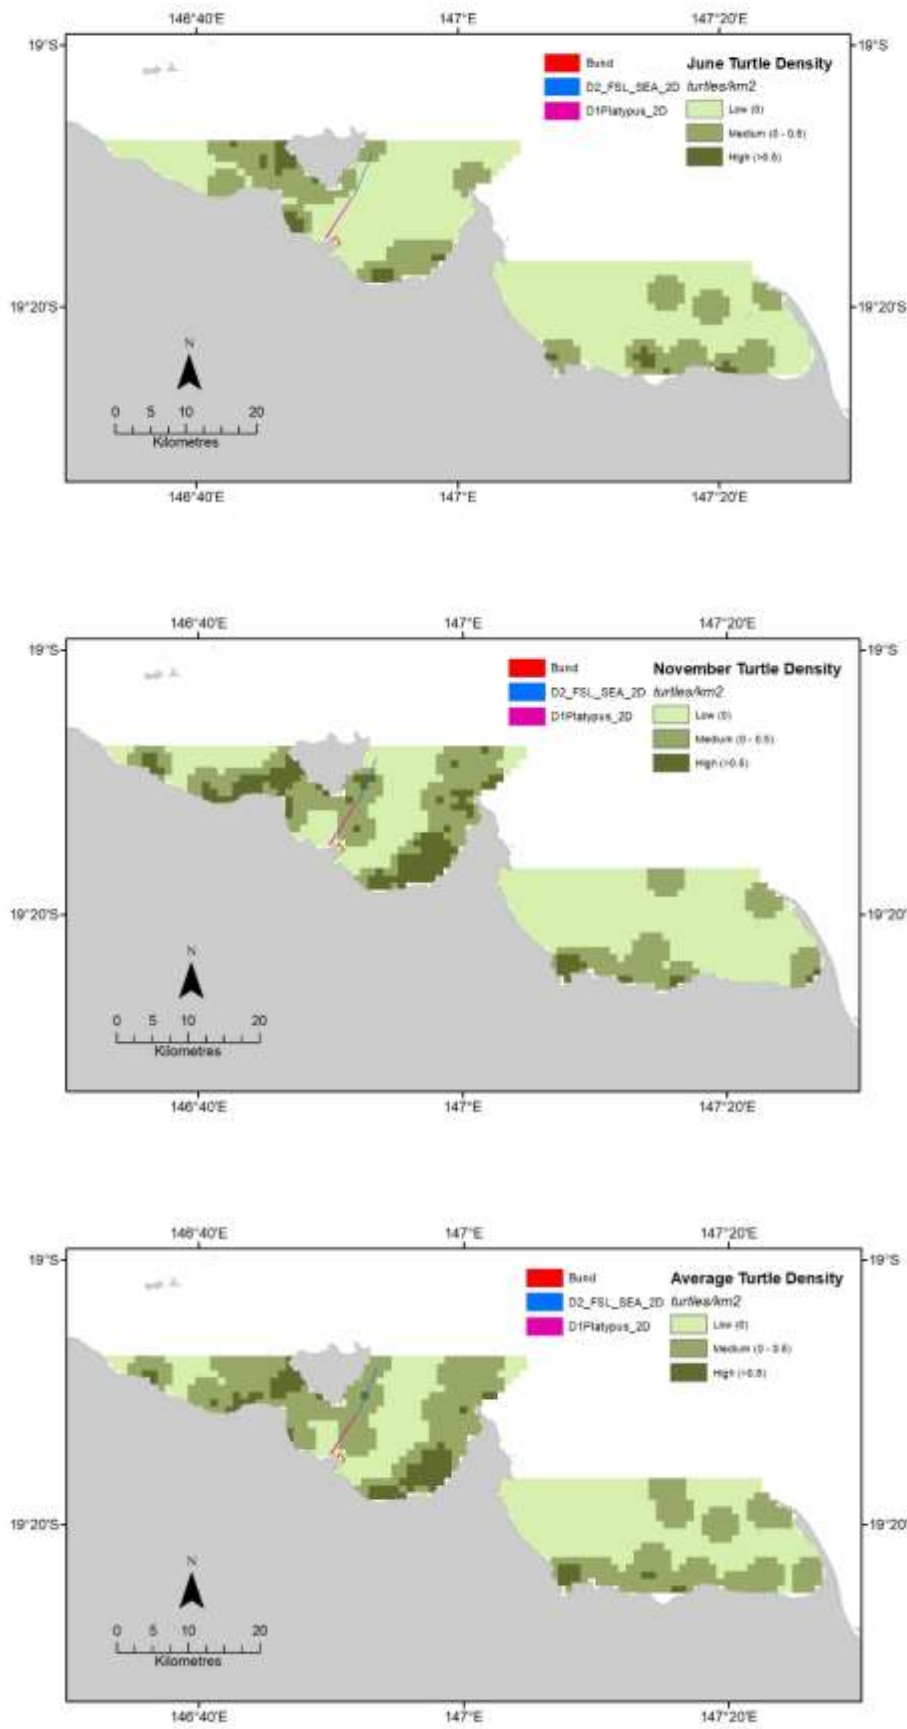 146°40'E 147°E 147°20'E
19°S 19°S
Bund
D2_FSL_SEA_2D
D1Platypus_2D
June Turtle Density
turtles/km2
Low (0)
Medium (0 - 0.5)
High (>0.5)
19°20'S 19°20'S
N
0 5 10 20
Kilometres
146°40'E 147°E 147°20'E
146°40'E 147°E 147°20'E
19°S 19°S
Bund
D2_FSL_SEA_2D
D1Platypus_2D
November Turtle Density
turtles/km2
Low (0)
Medium (0 - 0.5)
High (>0.5)
19°20'S 19°20'
N
0 5 10 20
Kilometres
146°40'E 147°E 147°20'E
146°40'E 147°E 147°20'E
19°S 19°S
Bund
D2_FSL_SEA_2D
D1Platypus_2D
Average Turtle Density
turtles/km2
Low (0)
Medium (0 - 0.5)
High (>0.5)
19°20'S 19°20'
N
0 5 10 20
Kilometres
146°40'E 147°E 147°20'E